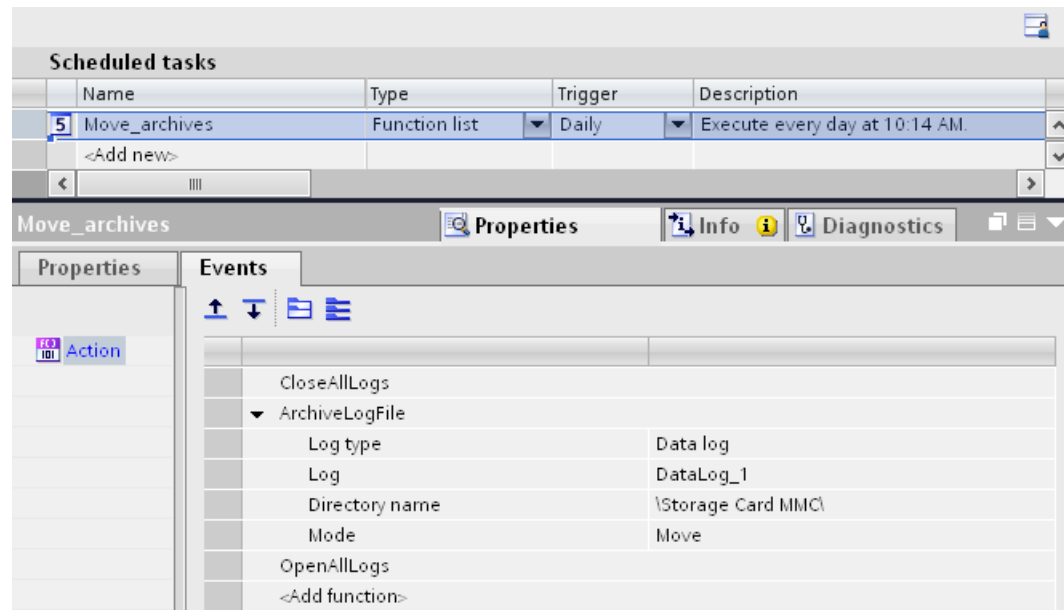 Scheduled tasks
Name Type Trigger Description
5 Move_archives Function list Daily Execute every day at 10:14 AM.
<Add new>
Move_archives Properties Info Diagnostics
Properties Events
Action
CloseAllLogs
ArchiveLogFile
Log type Data log
Log DataLog_1
Directory name \Storage Card MMC\
Mode Move
OpenAllLogs
<Add function>